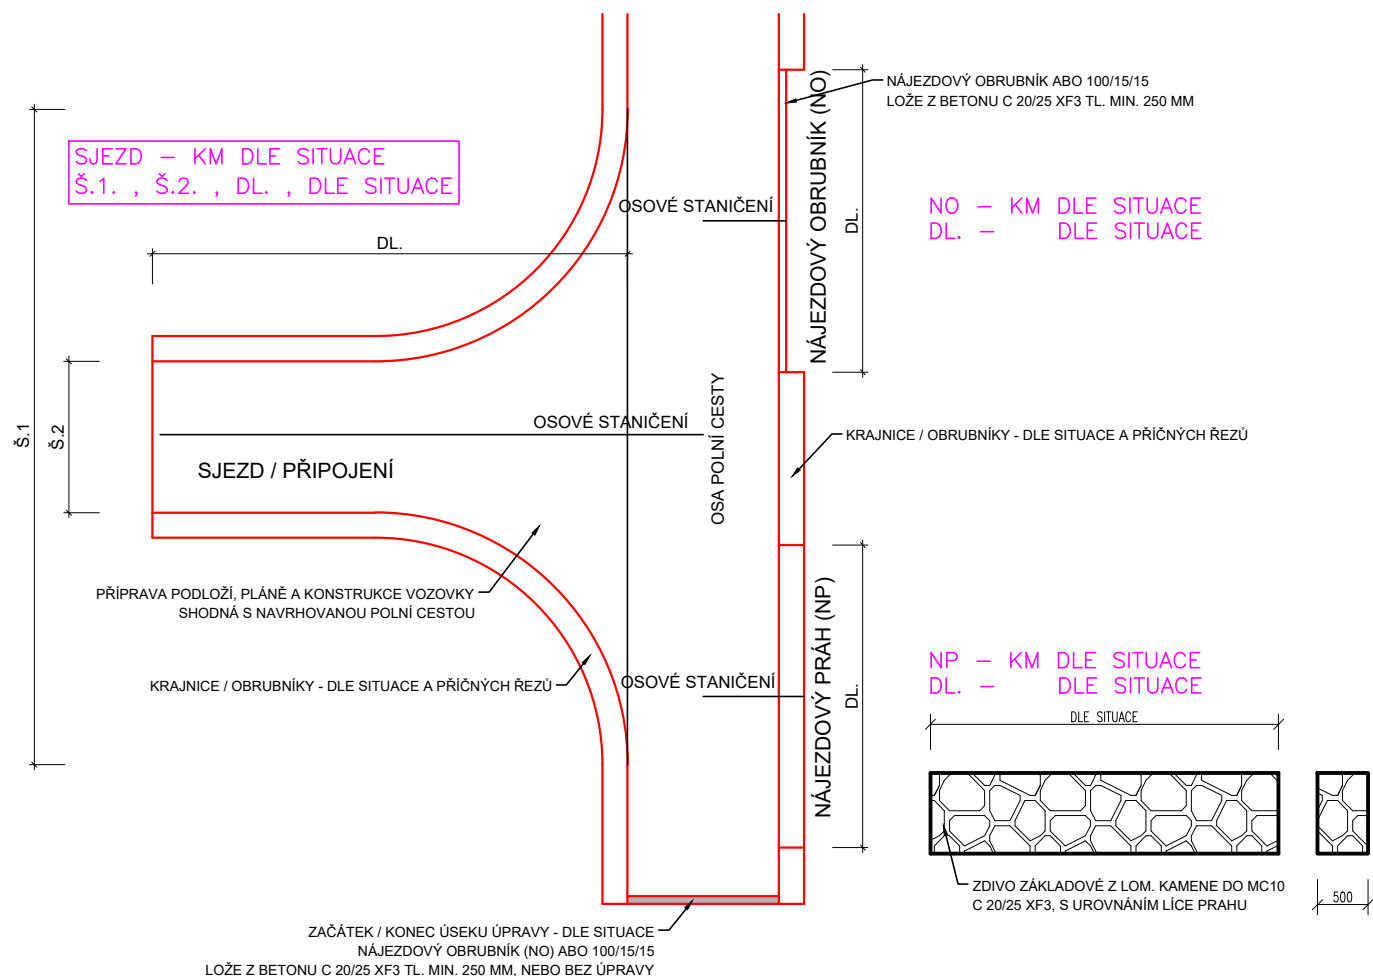 NÁJEZDOVÝ OBRUBNÍK ABO 100/15/15
LOŽE Z BETONU C 20/25 XF3 TL. MIN. 250 MM
NÁJEZDOVÝ OBRUBNÍK (NO)
DL.
SJEZD – KM DLE SITUACE
Š.1. , Š.2. , DL. , DLE SITUACE
OSOVÉ STANIČENÍ
NO – KM DLE SITUACE
DL. – DLE SITUACE
DL.
Š.1
Š.2
OSOVÉ STANIČENÍ
OSA POLNÍ CESTY
KRAJNICE / OBRUBNÍKY - DLE SITUACE A PŘÍČNÝCH ŘEZŮ
SJEZD / PŘIPOJENÍ
PŘÍPRAVA PODLOŽÍ, PLÁNĚ A KONSTRUKCE VOZOVKY
SHODNÁ S NAVRHOVANOU POLNÍ CESTOU
KRAJNICE / OBRUBNÍKY - DLE SITUACE A PŘÍČNÝCH ŘEZŮ
OSOVÉ STANIČENÍ
NÁJEZDOVÝ PRÁH (NP)
DL.
NP – KM DLE SITUACE
DL. – DLE SITUACE
DLE SITUACE
ZDIVO ZÁKLADOVÉ Z LOM. KAMENE DO MC10
C 20/25 XF3, S UROVNÁNÍM LÍCE PRAHU
500
ZAČÁTEK / KONEC ÚSEKU ÚPRAVY - DLE SITUACE
NÁJEZDOVÝ OBRUBNÍK (NO) ABO 100/15/15
LOŽE Z BETONU C 20/25 XF3 TL. MIN. 250 MM, NEBO BEZ ÚPRAVY